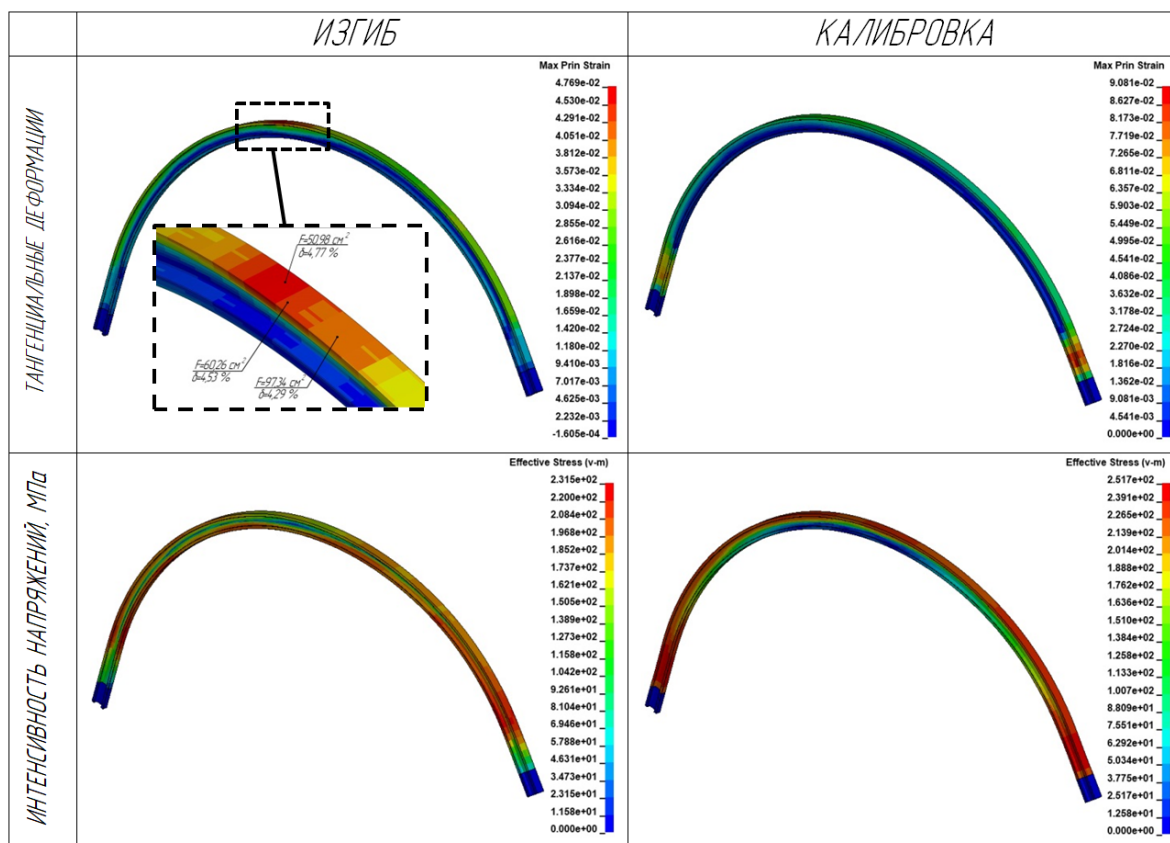 ИЗГИБ
КАЛИБРОВКА
ТАНГЕНЦИАЛЬНЫЕ ДЕФОРМАЦИИ
Max Prin Strain
4.769e-02
4.530e-02
4.291e-02
4.051e-02
3.812e-02
3.573e-02
3.334e-02
3.094e-02
2.855e-02
2.616e-02
2.377e-02
2.137e-02
1.898e-02
1.659e-02
1.420e-02
1.180e-02
9.410e-03
7.017e-03
4.625e-03
2.232e-03
-1.605e-04
F=50.98 см²
δ=4,77 %
F=60.26 см²
δ=4,53 %
F=97.34 см²
δ=4,29 %
Max Prin Strain
9.081e-02
8.627e-02
8.173e-02
7.719e-02
7.265e-02
6.811e-02
6.357e-02
5.903e-02
5.449e-02
4.995e-02
4.541e-02
4.086e-02
3.632e-02
3.178e-02
2.724e-02
2.270e-02
1.816e-02
1.362e-02
9.081e-03
4.541e-03
0.000e+00
ИНТЕНСИВНОСТЬ НАПРЯЖЕНИЙ, МПа
Effective Stress (v-m)
2.315e+02
2.200e+02
2.084e+02
1.968e+02
1.852e+02
1.737e+02
1.621e+02
1.505e+02
1.389e+02
1.273e+02
1.158e+02
1.042e+02
9.261e+01
8.104e+01
6.946e+01
5.788e+01
4.631e+01
3.473e+01
2.315e+01
1.158e+01
0.000e+00
Effective Stress (v-m)
2.517e+02
2.391e+02
2.265e+02
2.139e+02
2.014e+02
1.888e+02
1.762e+02
1.636e+02
1.510e+02
1.384e+02
1.258e+02
1.133e+02
1.007e+02
8.809e+01
7.551e+01
6.292e+01
5.034e+01
3.775e+01
2.517e+01
1.258e+01
0.000e+00